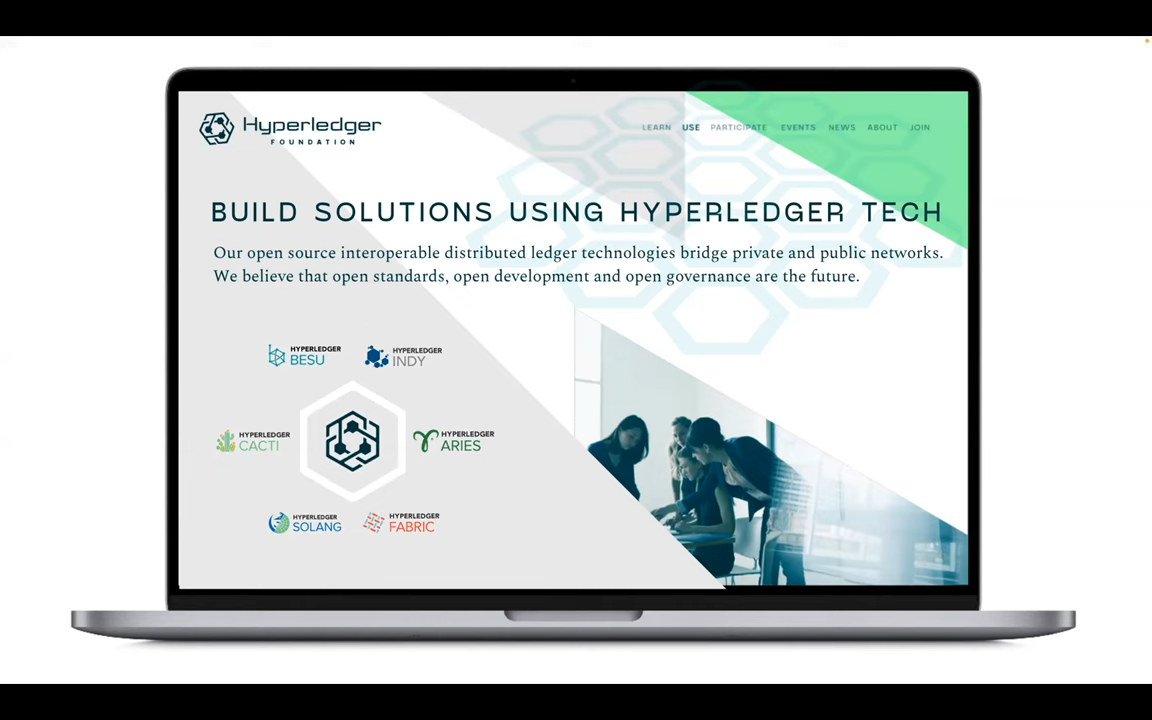 Hyperledger
FOUNDATION
LEARN USE PARTICIPATE EVENTS NEWS ABOUT JOIN
BUILD SOLUTIONS USING HYPERLEDGER TECH
Our open source interoperable distributed ledger technologies bridge private and public networks.
We believe that open standards, open development and open governance are the future.
HYPERLEDGER
BESU
HYPERLEDGER
INDY
HYPERLEDGER
CACTI
HYPERLEDGER
ARIES
HYPERLEDGER
SOLANG
HYPERLEDGER
FABRIC